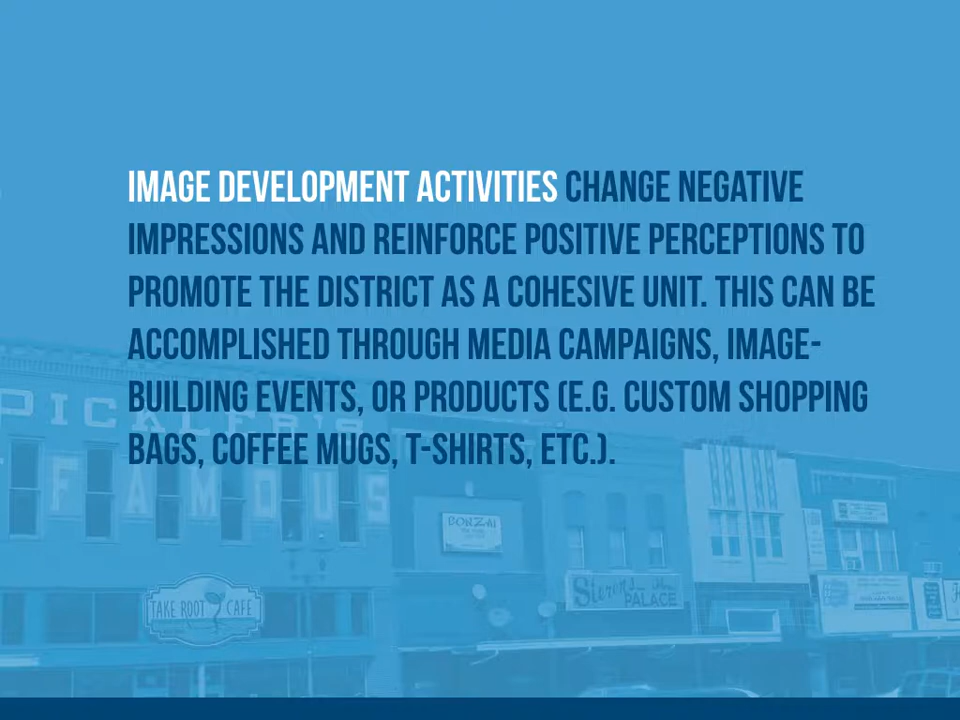 IMAGE DEVELOPMENT ACTIVITIES CHANGE NEGATIVE
IMPRESSIONS AND REINFORCE POSITIVE PERCEPTIONS TO
PROMOTE THE DISTRICT AS A COHESIVE UNIT. THIS CAN BE
ACCOMPLISHED THROUGH MEDIA CAMPAIGNS, IMAGE-
BUILDING EVENTS, OR PRODUCTS (E.G. CUSTOM SHOPPING
BAGS, COFFEE MUGS, T-SHIRTS, ETC.).
PICKLER'S
FAMOUS
BONZAI
TAKE ROOT CAFE
PALACE